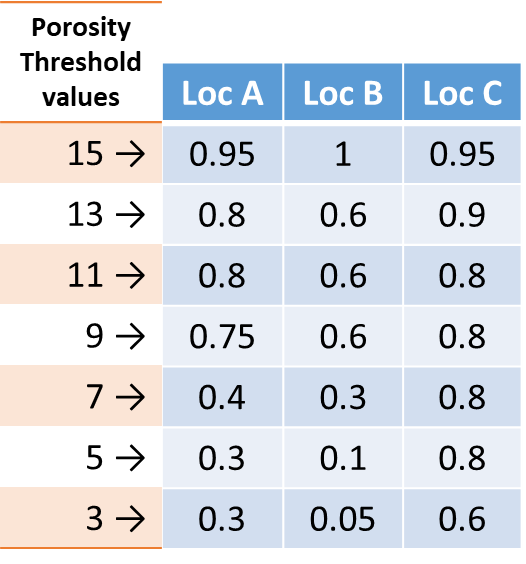 Porosity
Threshold
values
Loc A Loc B Loc C
15 → 0.95 1 0.95
13 → 0.8 0.6 0.9
11 → 0.8 0.6 0.8
9 → 0.75 0.6 0.8
7 → 0.4 0.3 0.8
5 → 0.3 0.1 0.8
3 → 0.3 0.05 0.6